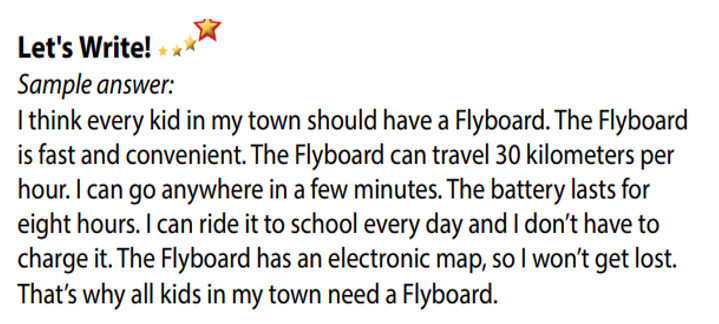 Let's Write!
Sample answer:
I think every kid in my town should have a Flyboard. The Flyboard
is fast and convenient. The Flyboard can travel 30 kilometers per
hour. I can go anywhere in a few minutes. The battery lasts for
eight hours. I can ride it to school every day and I don’t have to
charge it. The Flyboard has an electronic map, so I won’t get lost.
That’s why all kids in my town need a Flyboard.